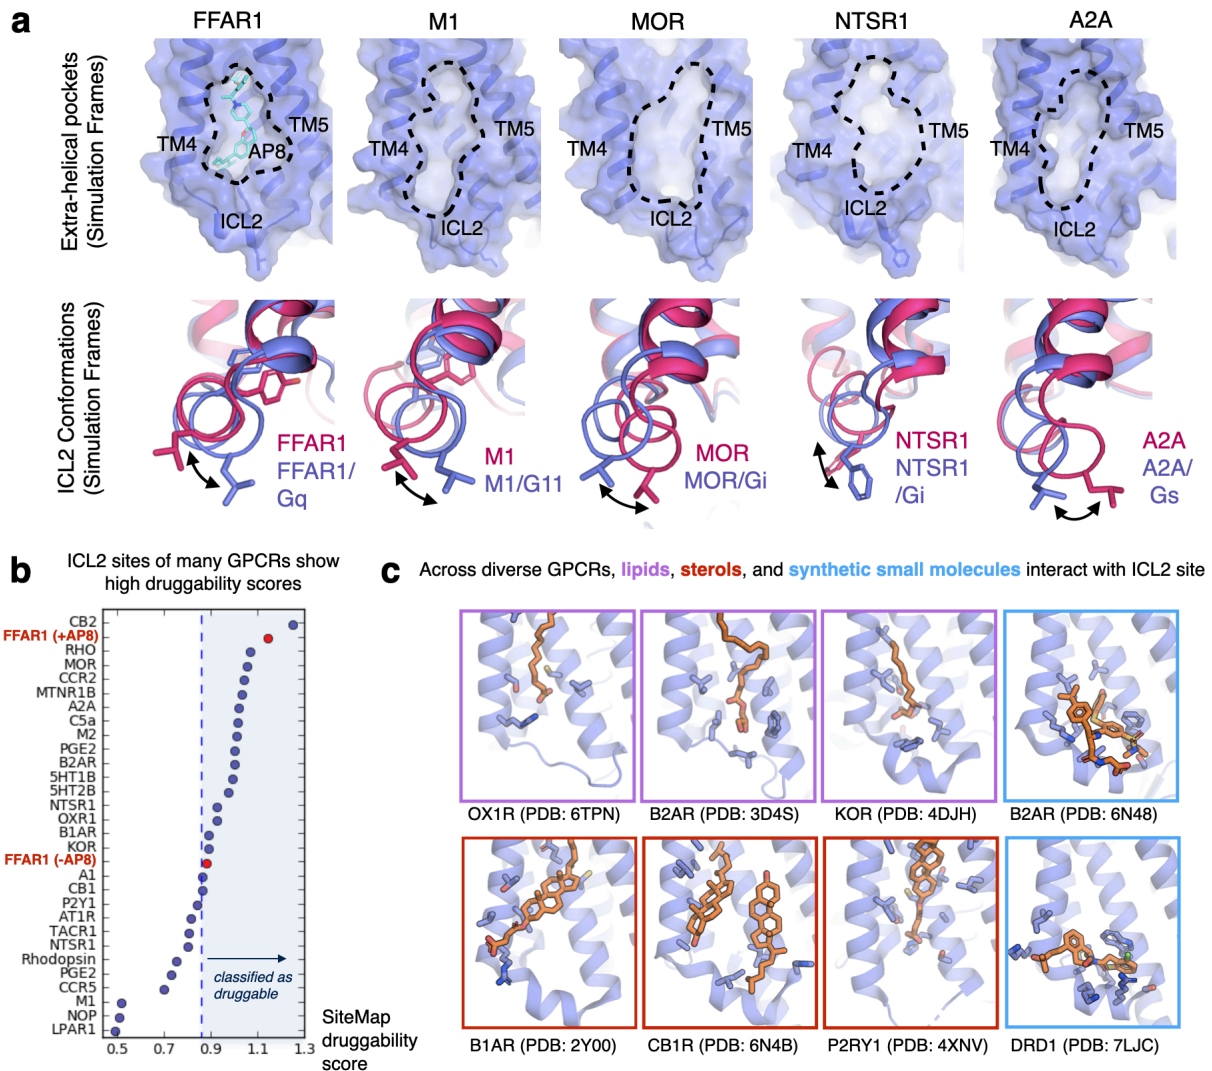 a
FFAR1
M1
MOR
NTSR1
A2A
Extra-helical pockets
(Simulation Frames)
TM4
TM5
AP8
ICL2
TM4
TM5
ICL2
TM4
TM5
ICL2
TM4
TM5
ICL2
TM4
TM5
ICL2
ICL2 Conformations
(Simulation Frames)
FFAR1
FFAR1/
Gq
M1
M1/G11
MOR
MOR/Gi
NTSR1
NTSR1
/Gi
A2A
A2A/
Gs
b
ICL2 sites of many GPCRs show
high druggability scores
CB2
FFAR1 (+AP8)
RHO
MOR
CCR2
MTNR1B
A2A
C5a
M2
PGE2
B2AR
5HT1B
5HT2B
NTSR1
OXR1
B1AR
KOR
FFAR1 (-AP8)
A1
CB1
P2Y1
AT1R
TACR1
NTSR1
Rhodopsin
PGE2
CCR5
M1
NOP
LPAR1
classified as
druggable
0.5 0.7 0.9 1.1 1.3
SiteMap
druggability
score
c
Across diverse GPCRs, lipids, sterols, and synthetic small molecules interact with ICL2 site
OX1R (PDB: 6TPN)
B2AR (PDB: 3D4S)
KOR (PDB: 4DJH)
B2AR (PDB: 6N48)
B1AR (PDB: 2Y00)
CB1R (PDB: 6N4B)
P2RY1 (PDB: 4XNV)
DRD1 (PDB: 7LJC)